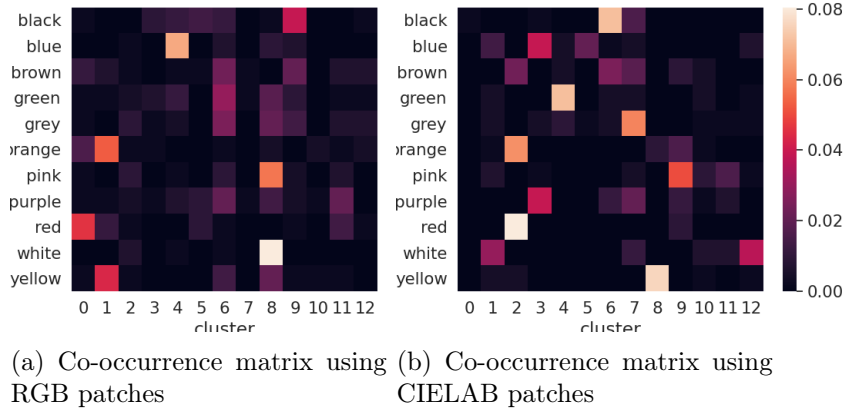 black
blue
brown
green
grey
orange
pink
purple
red
white
yellow
0 1 2 3 4 5 6 7 8 9 10 11 12
cluster
black
blue
brown
green
grey
orange
pink
purple
red
white
yellow
0 1 2 3 4 5 6 7 8 9 10 11 12
cluster
0.08
0.06
0.04
0.02
0.00
(a) Co-occurrence matrix using
RGB patches
(b) Co-occurrence matrix using
CIELAB patches